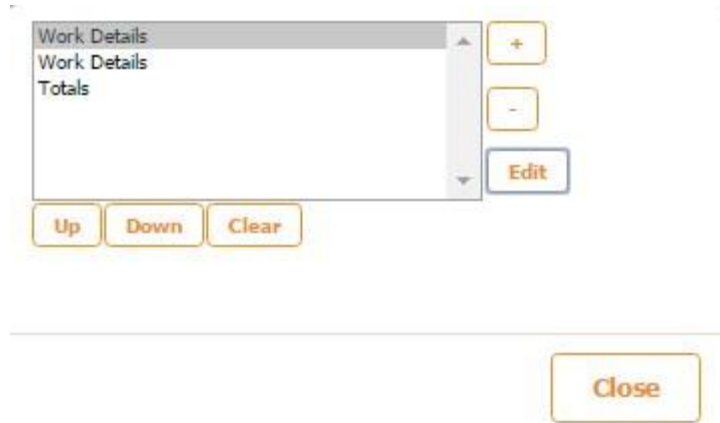 Work Details
+
Work Details
Totals
-
Edit
Up Down Clear
Close